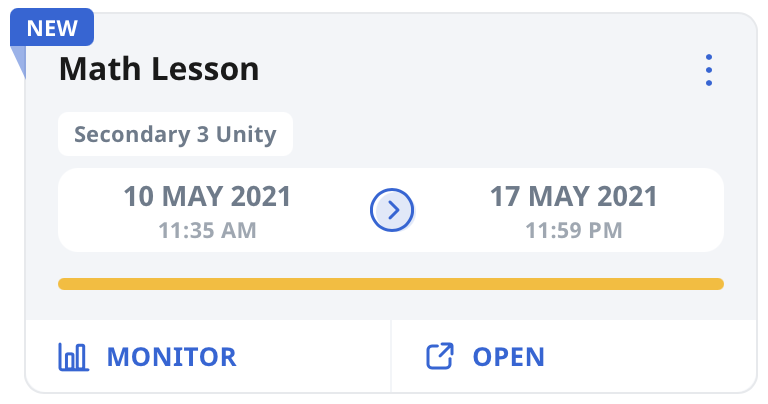 NEW
Math Lesson
Secondary 3 Unity
10 MAY 2021
11:35 AM
17 MAY 2021
11:59 PM
MONITOR
OPEN